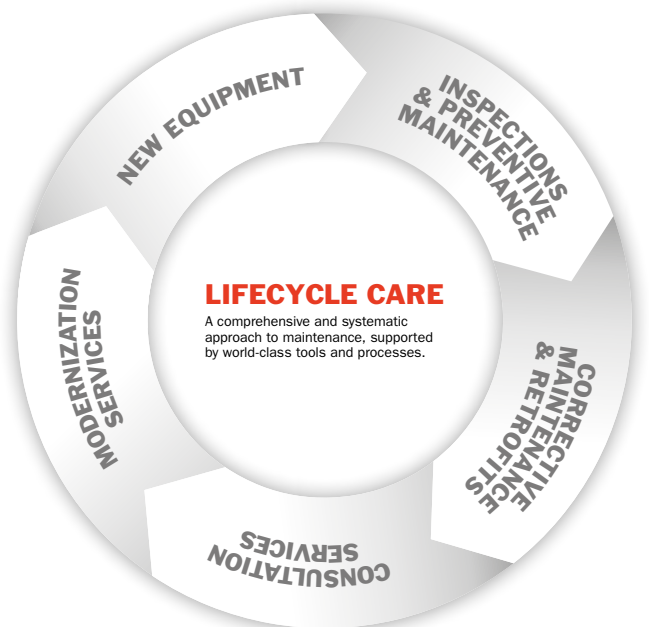 NEW EQUIPMENT
INSPECTIONS
& PREVENTIVE
MAINTENANCE
CORRECTIVE
MAINTENANCE
& RETROFITS
CONSULTATION
SERVICES
MODERNIZATION
SERVICES
LIFECYCLE CARE
A comprehensive and systematic
approach to maintenance, supported
by world-class tools and processes.